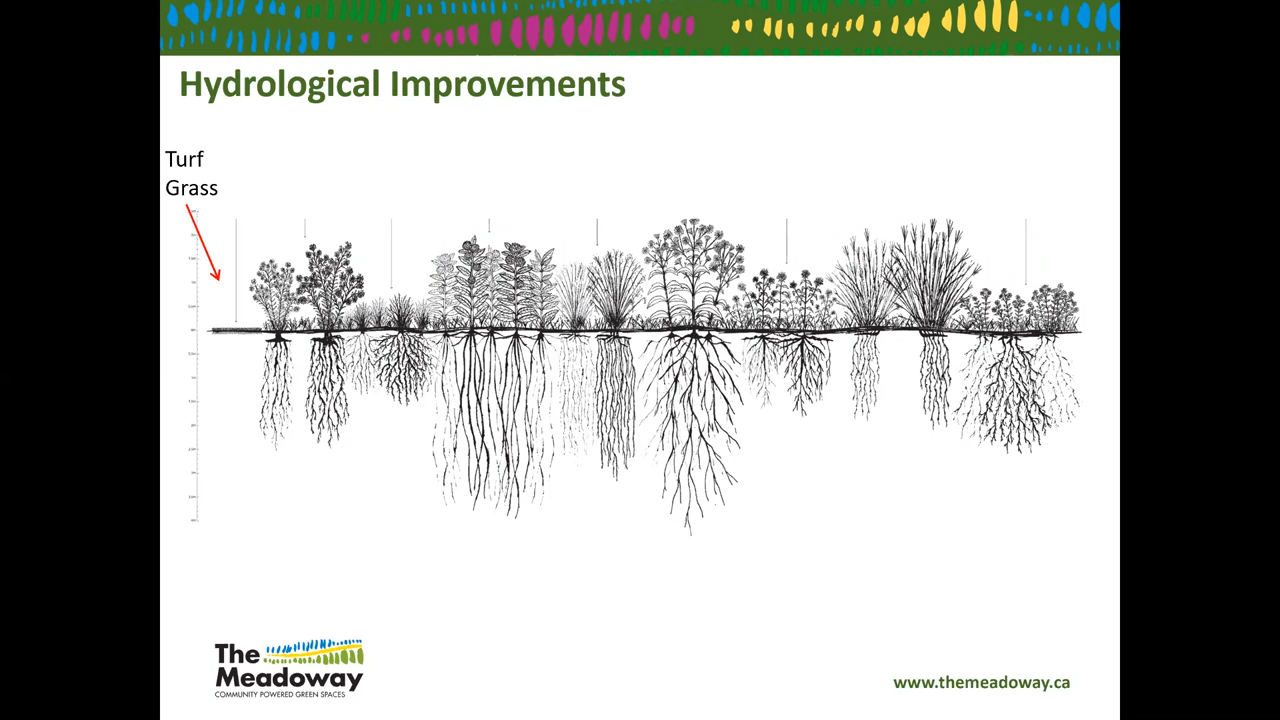 Hydrological Improvements
Turf
Grass
The
Meadoway
COMMUNITY POWERED GREEN SPACES
www.themeadoway.ca